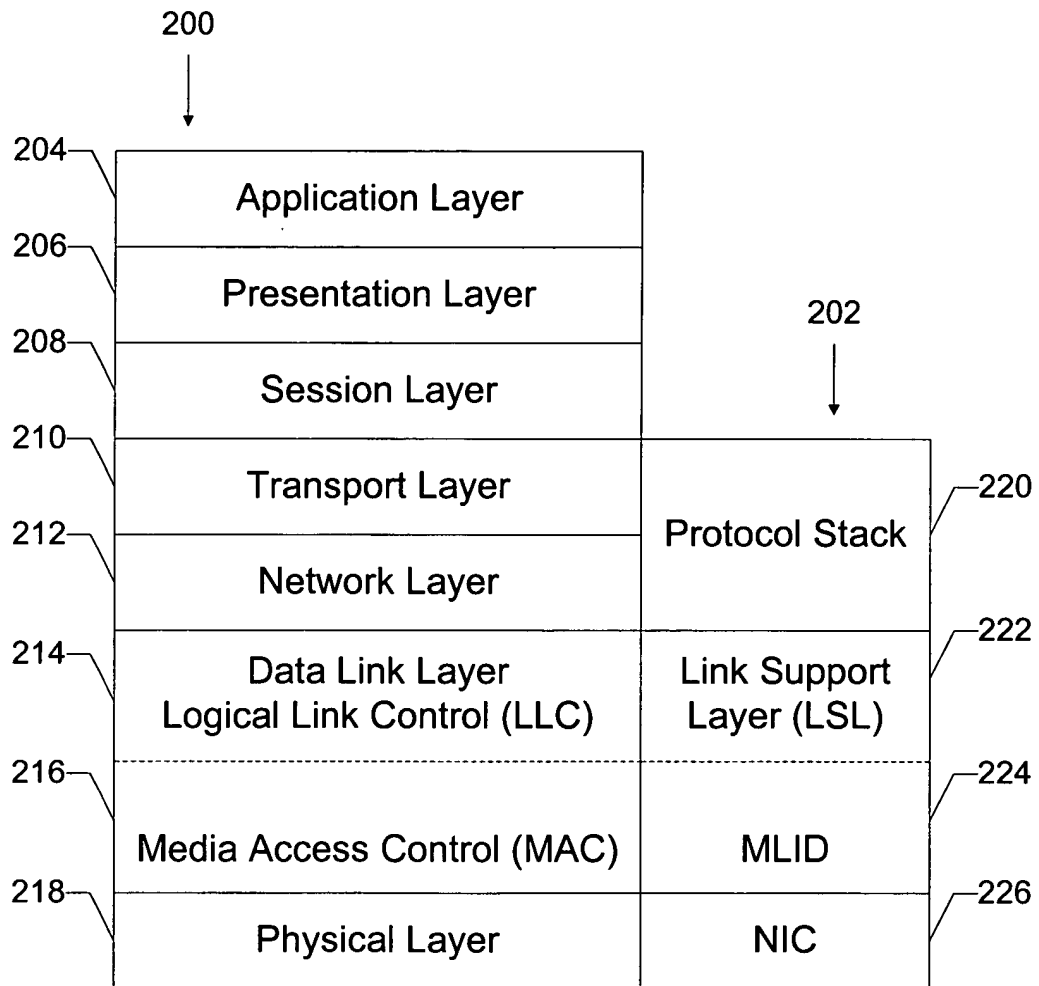 200
204
Application Layer
206
Presentation Layer
202
208
Session Layer
210
Transport Layer
220
Protocol Stack
212
Network Layer
222
214
Data Link Layer
Logical Link Control (LLC)
Link Support
Layer (LSL)
216
224
Media Access Control (MAC)
MLID
218
226
Physical Layer
NIC